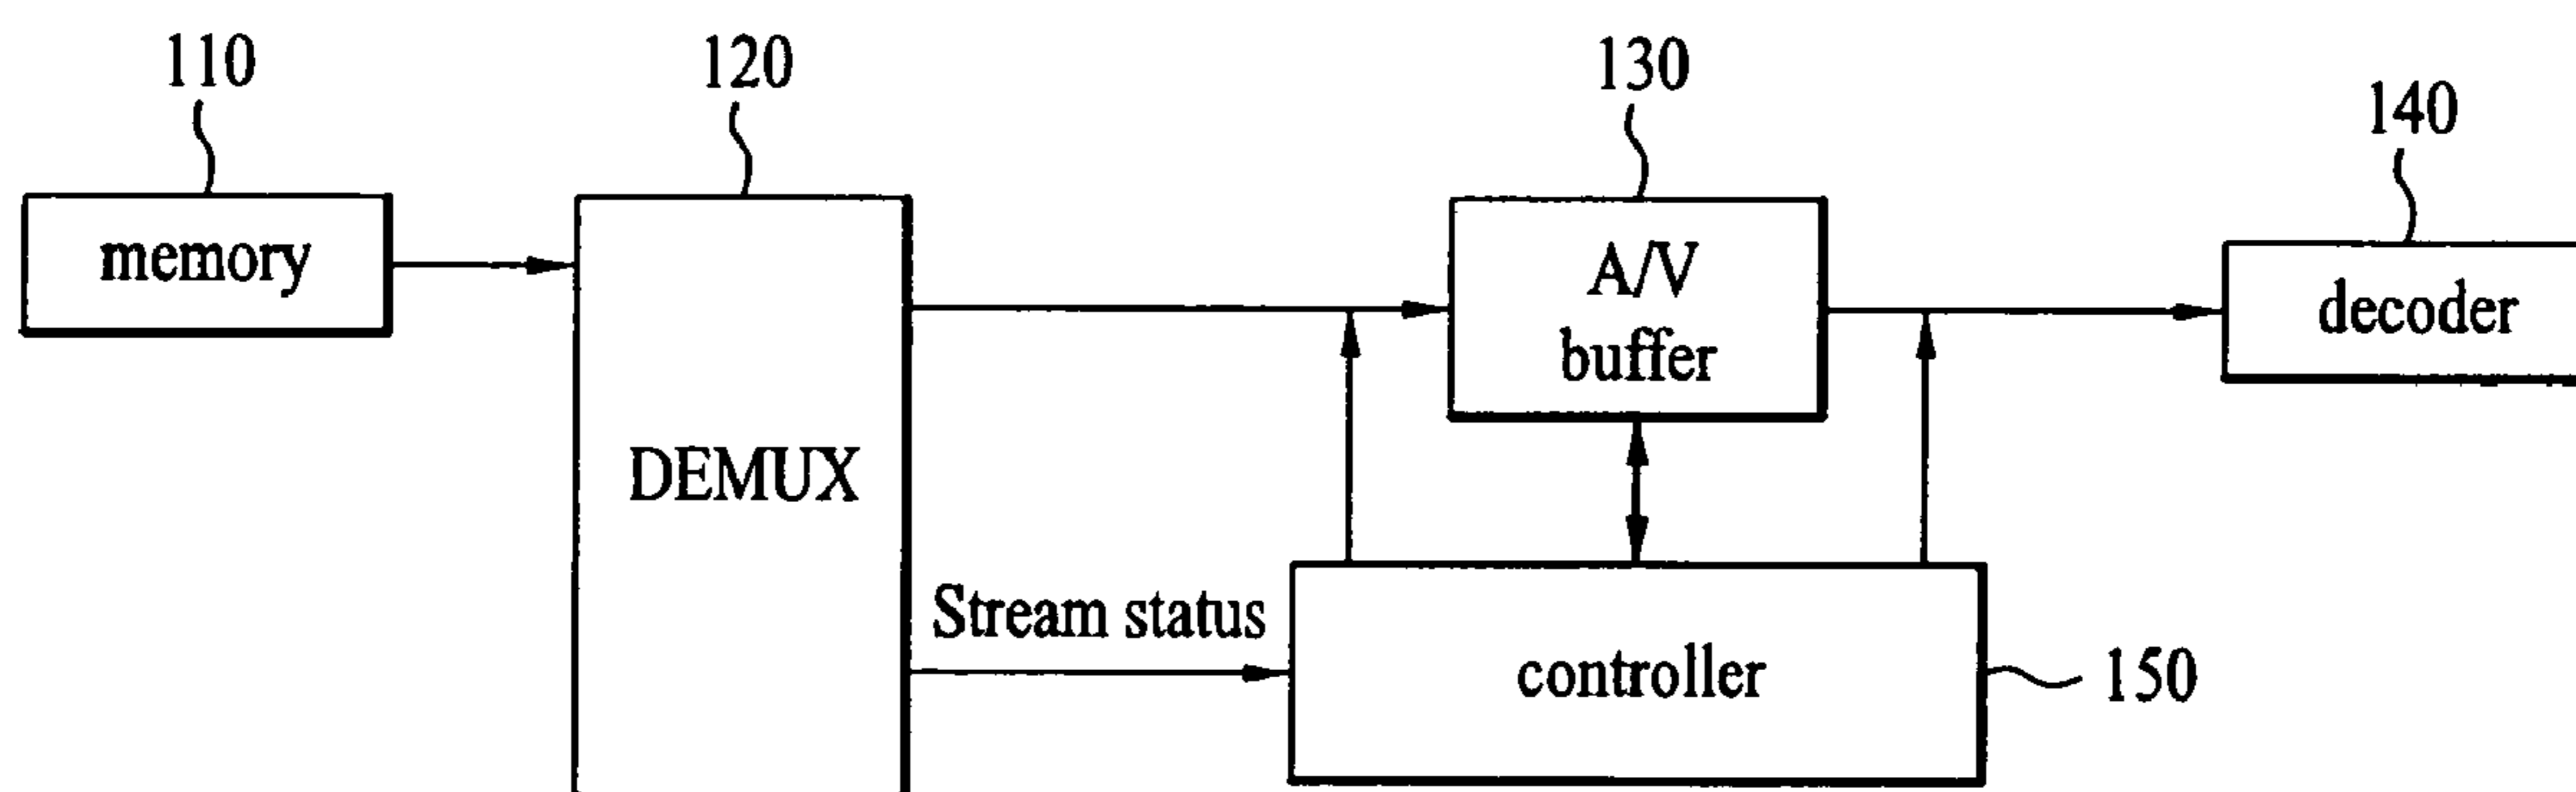 110
120
130
140
memory
A/V
buffer
decoder
DEMUX
Stream status
controller
150